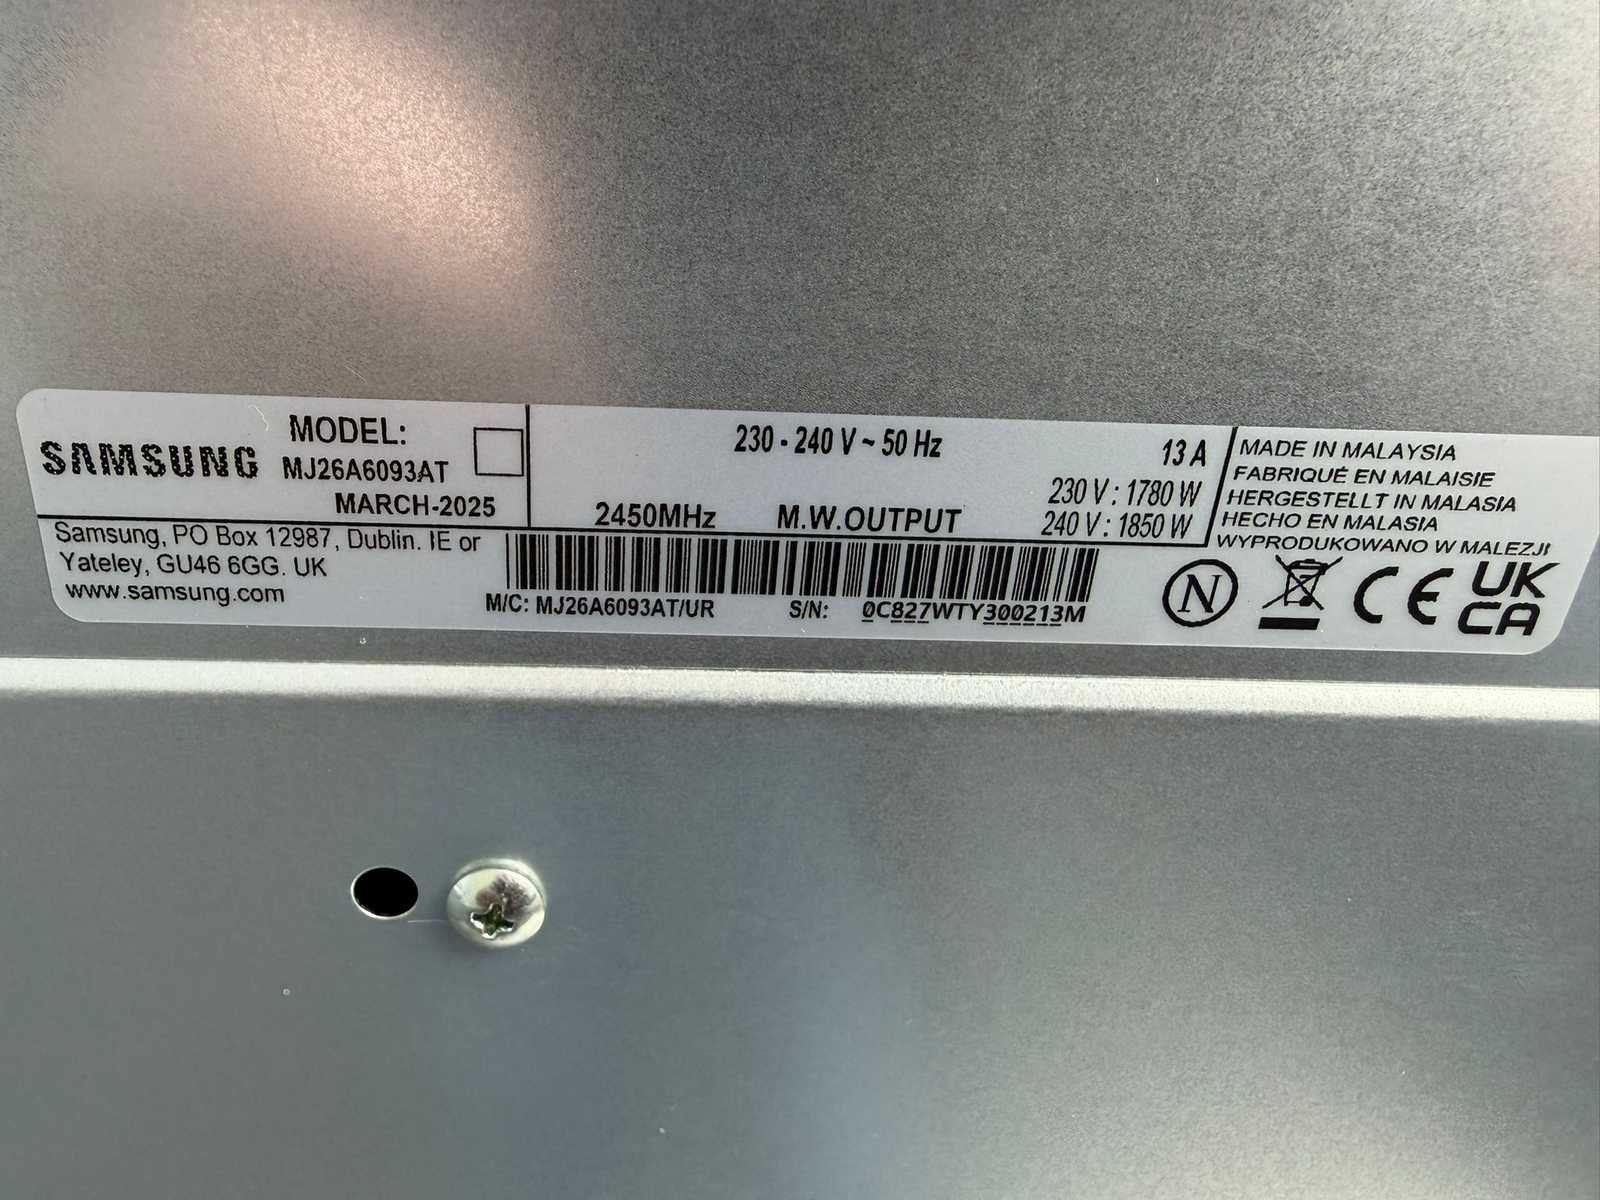 SAMSUNG
MODEL:
MJ26A6093AT
MARCH-2025
230 - 240 V ~ 50 Hz
13 A
230 V : 1780 W
2450MHz M.W.OUTPUT 240 V : 1850 W
MADE IN MALAYSIA
FABRIQUÉ EN MALAISIE
HERGESTELLT IN MALASIA
HECHO EN MALASIA
WYPRODUKOWANO W MALEZJI
Samsung, PO Box 12987, Dublin. IE or
Yateley, GU46 6GG. UK
www.samsung.com
M/C: MJ26A6093AT/UR S/N: 0C827WTY300213M
N
CE
UK
CA